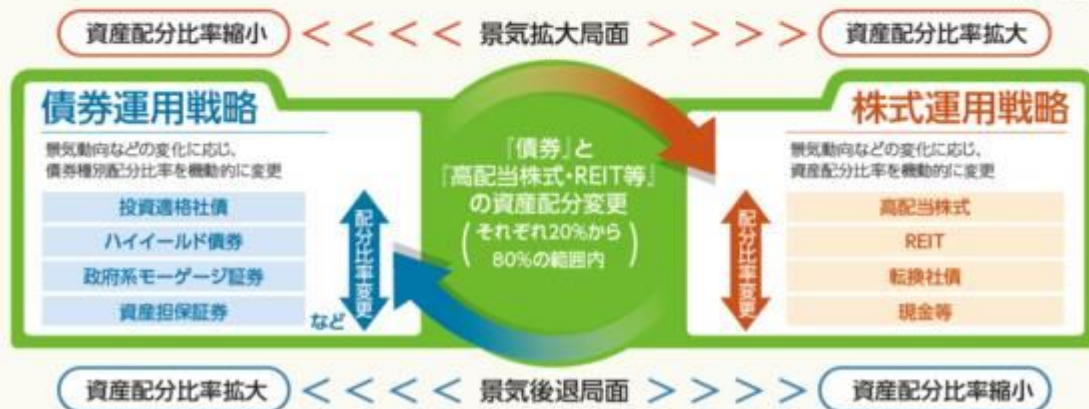 資産配分比率縮小 < < < < < 景気拡大局面 > > > > > 資産配分比率拡大
債券運用戦略
景気動向などの変化に応じ、
債券種別配分比率を機動的に変更
投資適格社債
ハイイールド債券
政府系モーゲージ証券
資産担保証券
など
配分比率変更
『債券』と
『高配当株式・REIT等』
の資産配分変更
(それぞれ20%から
80%の範囲内)
株式運用戦略
景気動向などの変化に応じ、
資産配分比率を機動的に変更
配分比率変更
高配当株式
REIT
転換社債
現金等
資産配分比率拡大 < < < < < 景気後退局面 > > > > > 資産配分比率縮小